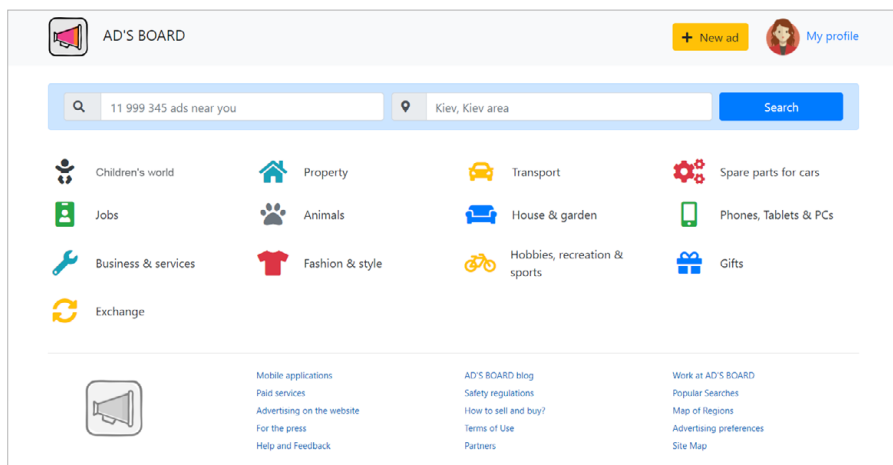 AD'S BOARD
New ad
My profile
11 999 345 ads near you
Kiev, Kiev area
Search
Children's world
Property
Transport
Spare parts for cars
Jobs
Animals
House & garden
Phones, Tablets & PCs
Business & services
Fashion & style
Hobbies, recreation &
sports
Gifts
Exchange
Mobile applications
AD'S BOARD blog
Work at AD'S BOARD
Paid services
Safety regulations
Popular Searches
Advertising on the website
How to sell and buy?
Map of Regions
For the press
Terms of Use
Advertising preferences
Help and Feedback
Partners
Site Map